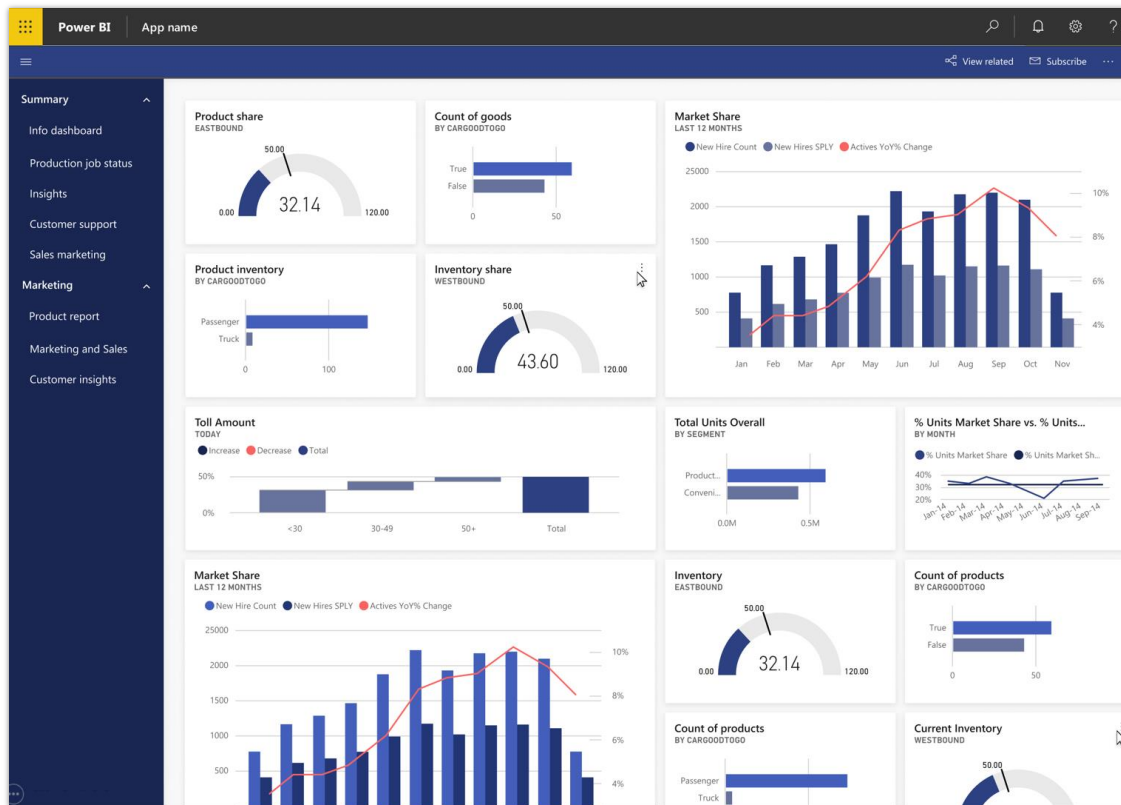 Power BI
App name
?
View related
Subscribe
Summary
Info dashboard
Production job status
Insights
Customer support
Sales marketing
Marketing
Product report
Marketing and Sales
Customer insights
Product share
EASTBOUND
50.00
32.14
0.00
120.00
Count of goods
BY CARGOODTOGO
True
False
0
50
Market Share
LAST 12 MONTHS
New Hire Count
New Hires SPLY
Actives YoY% Change
25000
2000
1500
1000
500
10%
8%
6%
4%
Jan
Feb
Mar
Apr
May
Jun
Jul
Aug
Sep
Oct
Nov
Product inventory
BY CARGOODTOGO
Passenger
Truck
0
100
Inventory share
WESTBOUND
50.00
43.60
0.00
120.00
Toll Amount
TODAY
Increase
Decrease
Total
50%
0%
<30
30-49
50+
Total
Total Units Overall
BY SEGMENT
Product...
Conveni...
0.0M
0.5M
% Units Market Share vs. % Units...
BY MONTH
% Units Market Share
% Units Market Sh...
40%
30%
20%
Jan-14
Feb-14
Mar-14
Apr-14
May-14
Jun-14
Jul-14
Aug-14
Sep-14
Market Share
LAST 12 MONTHS
New Hire Count
New Hires SPLY
Actives YoY% Change
25000
2000
1500
1000
500
10%
8%
6%
4%
Inventory
EASTBOUND
50.00
32.14
0.00
120.00
Count of products
BY CARGOODTOGO
True
False
0
50
Count of products
BY CARGOODTOGO
Passenger
Truck
Current Inventory
WESTBOUND
50.00